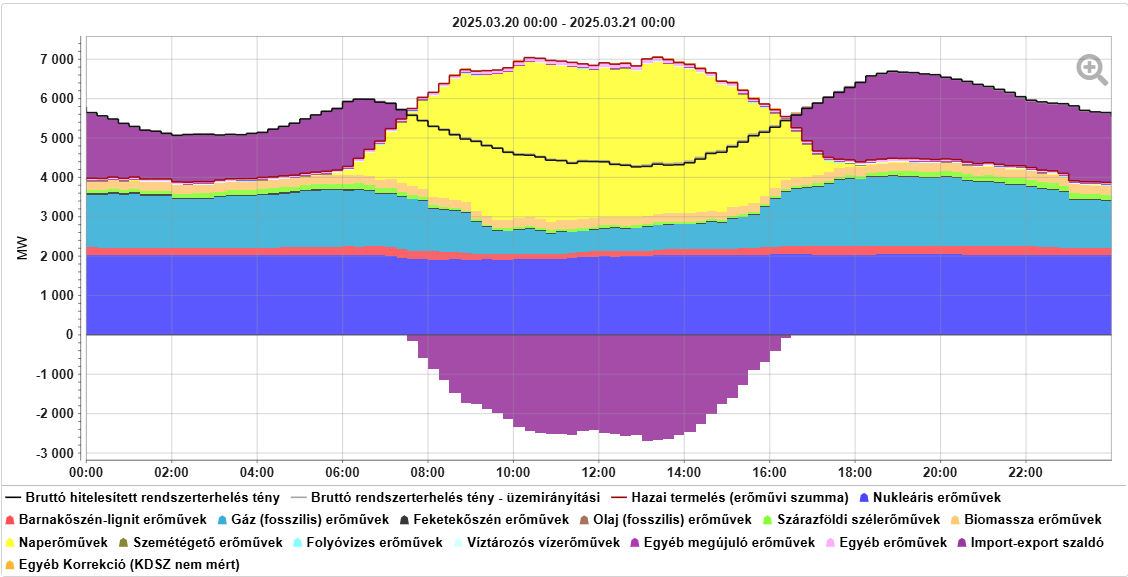 2025.03.20 00:00 - 2025.03.21 00:00
7 000
6 000
5 000
4 000
3 000
2 000
1 000
0
-1 000
-2 000
-3 000
MW
00:00 02:00 04:00 06:00 08:00 10:00 12:00 14:00 16:00 18:00 20:00 22:00
Bruttó hitelesített rendszerterhelés tény Bruttó rendszerterhelés tény - üzemirányítási Hazai termelés (erőművi szumma) Nukleáris erőművek
Barnakőszén-lignit erőművek Gáz (fosszilis) erőművek Feketekőszén erőművek Olaj (fosszilis) erőművek Szárazföldi szélerőművek Biomassza erőművek
Naperőművek Szemétégető erőművek Folyóvizes erőművek Víztározós vízerőművek Egyéb megújuló erőművek Egyéb erőművek Import-export szaldó
Egyéb Korrekció (KDSZ nem mért)